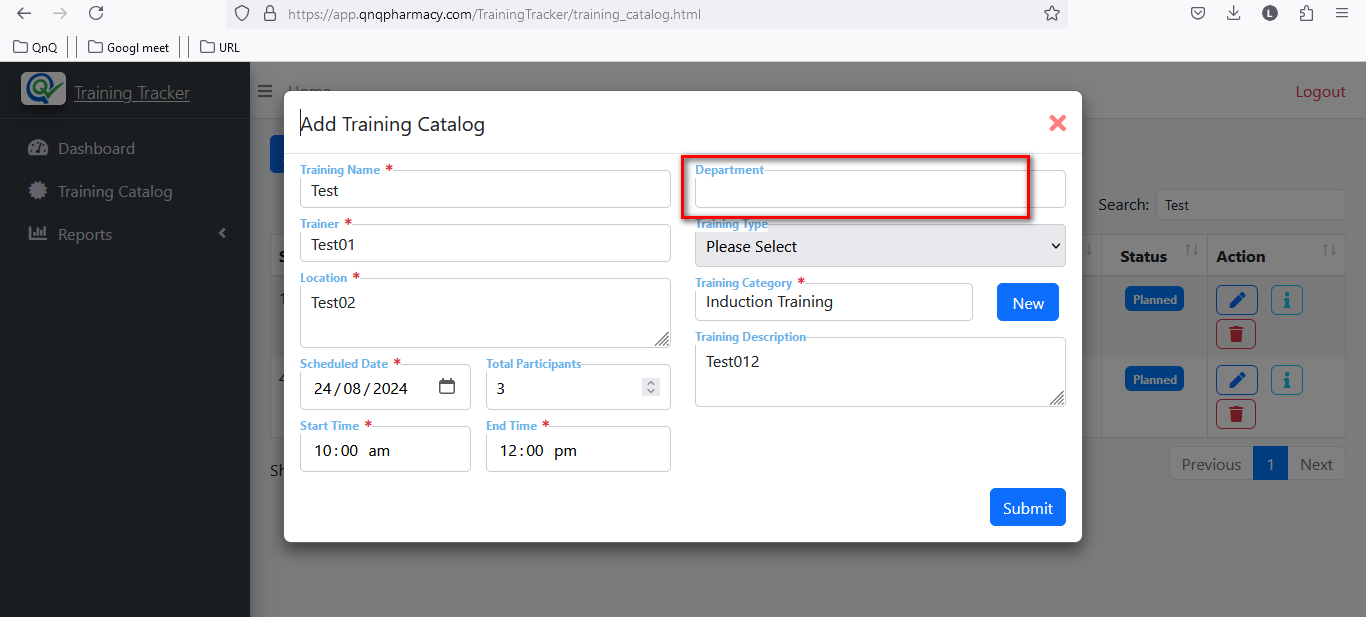 https://app.qnqpharmacy.com/TrainingTracker/training_catalog.html
L
QnQ
Googl meet
URL
Training Tracker
Home
Logout
Dashboard
Training Catalog
Reports
Add Training Catalog
Training Name *
Test
Department
Trainer *
Test01
Training Type
Please Select
Location *
Test02
Training Category *
Induction Training
New
Training Description
Test012
Scheduled Date *
24/08/2024
Total Participants
3
Start Time *
10:00 am
End Time *
12:00 pm
Submit
Search: Test
Status
Action
Planned
Planned
Previous 1 Next